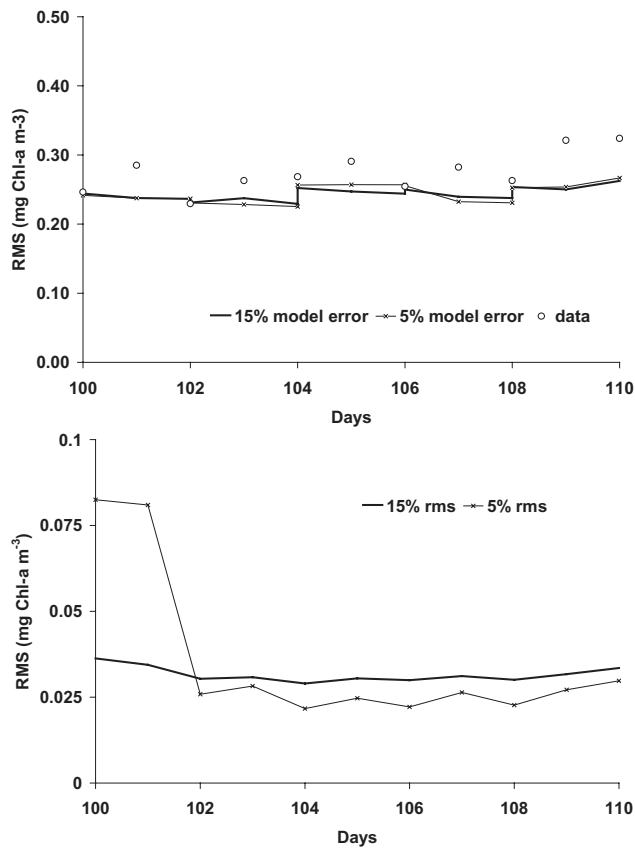 0.50
0.40
0.30
0.20
0.10
0.00
RMS (mg Chl-a m-3)
15% model error 5% model error data
100 102 104 106 108 110
Days
0.1
0.075
0.05
0.025
0
RMS (mg Chl-a m-3)
15% rms 5% rms
100 102 104 106 108 110
Days